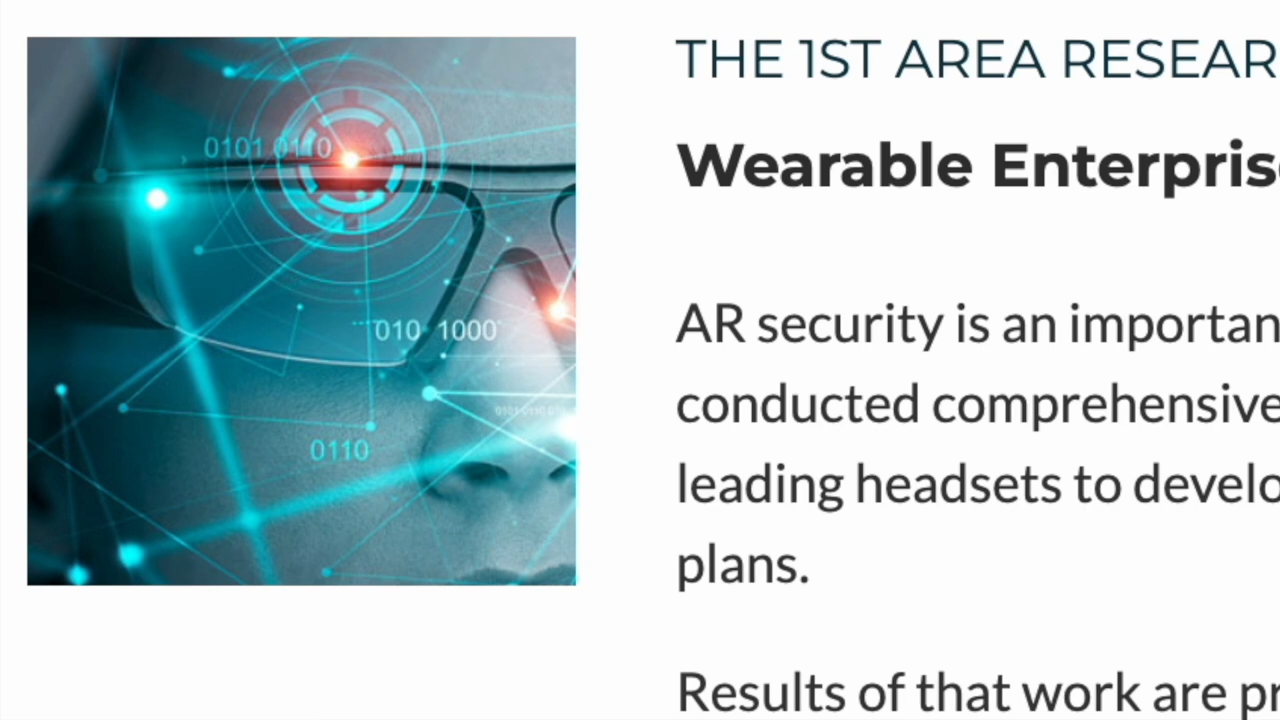 THE 1ST AREA RESEAR
Wearable Enterpris
AR security is an importan
conducted comprehensive
leading headsets to develo
plans.
Results of that work are pr
0101 0110
010 1000
0110